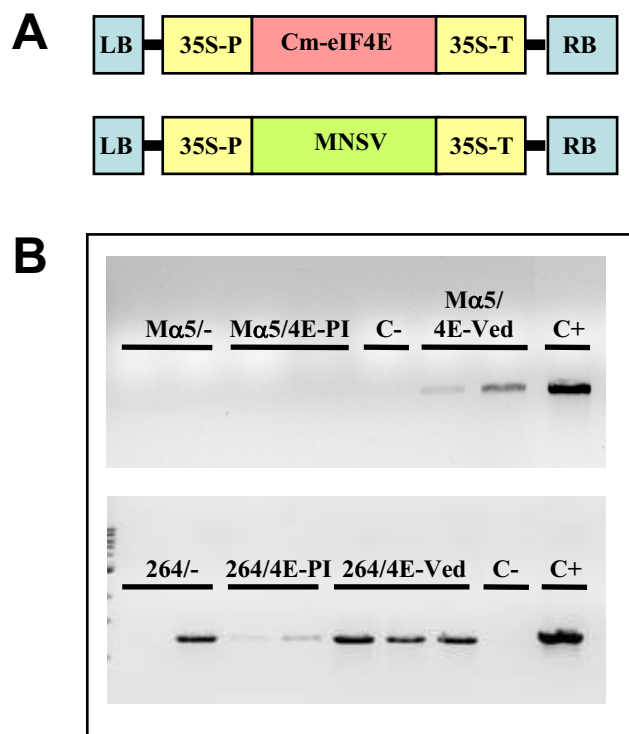 A
LB 35S-P Cm-eIF4E 35S-T RB
LB 35S-P MNSV 35S-T RB
B
Mα5/
Mα5/- Mα5/4E-PI C- 4E-Ved C+
264/- 264/4E-PI 264/4E-Ved C- C+